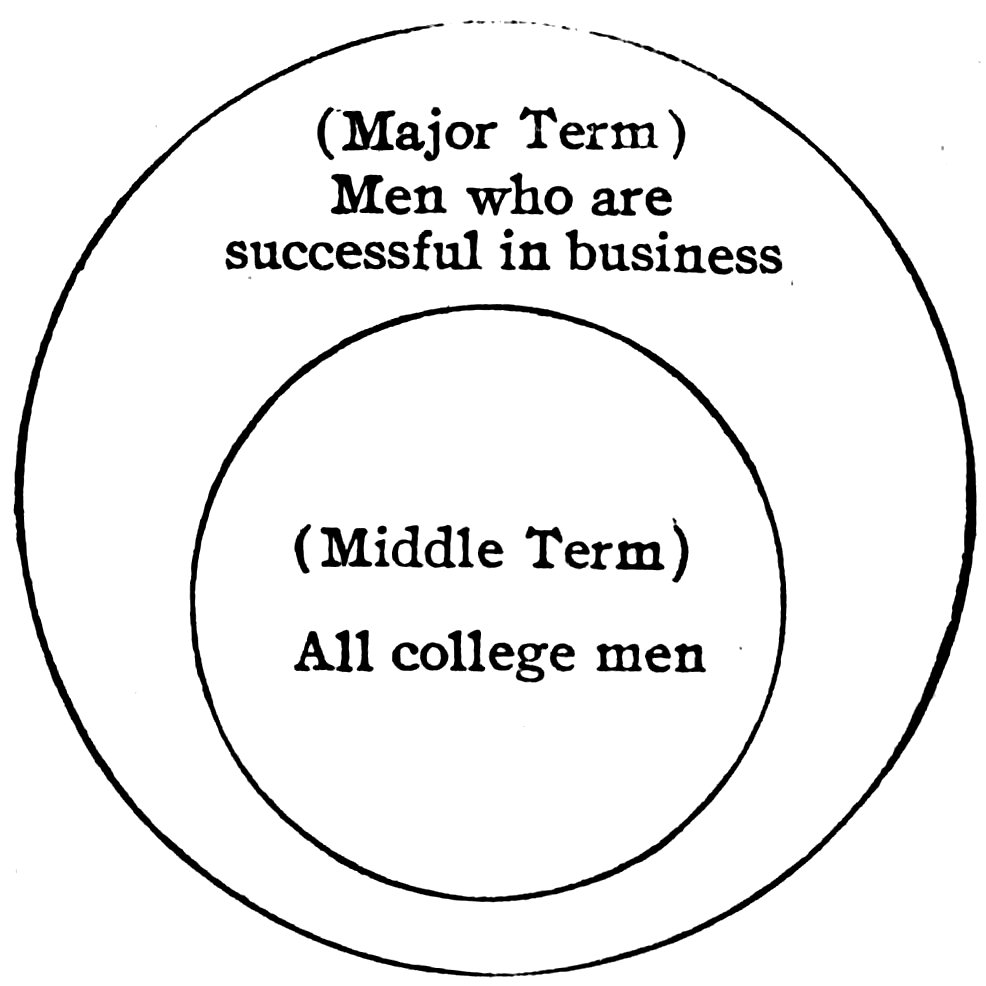 (Major Term)
Men who are
successful in business
(Middle Term)
All college men